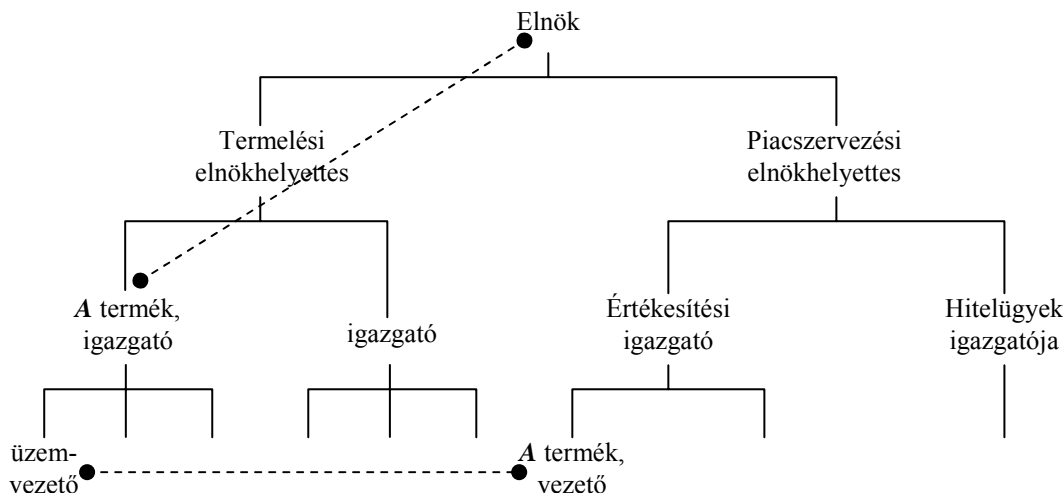 Elnök
Termelési
elnökhelyettes
Piacszervezési
elnökhelyettes
A termék,
igazgató
igazgató
Értékesítési
igazgató
Hitelügyek
igazgatója
üzem-
vezető
A termék,
vezető